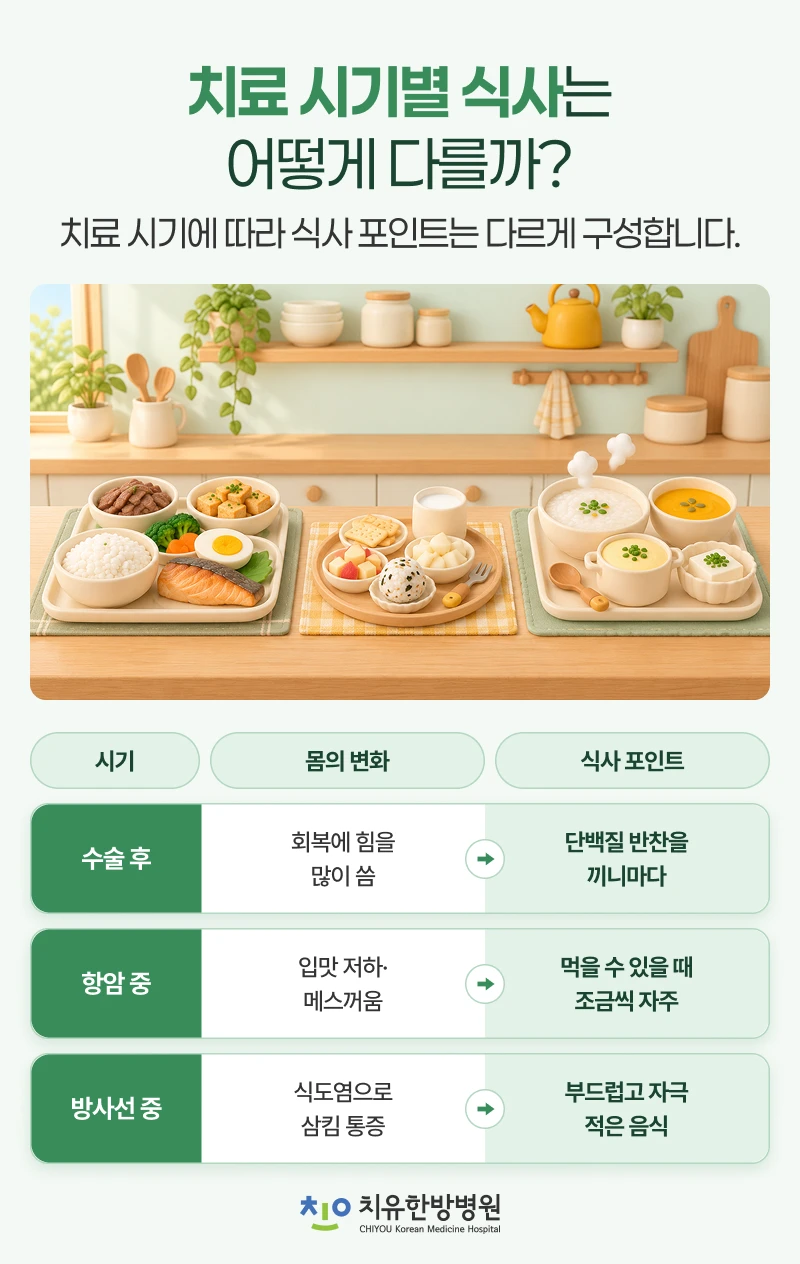 치료 시기별 식사는
어떻게 다를까?
치료 시기에 따라 식사 포인트는 다르게 구성합니다.
시기
몸의 변화
식사 포인트
수술 후
회복에 힘을
많이 씀
단백질 반찬을
끼니마다
항암 중
입맛 저하·
메스꺼움
먹을 수 있을 때
조금씩 자주
방사선 중
식도염으로
삼킴 통증
부드럽고 자극
적은 음식
치유한방병원
CHIYOU Korean Medicine Hospital